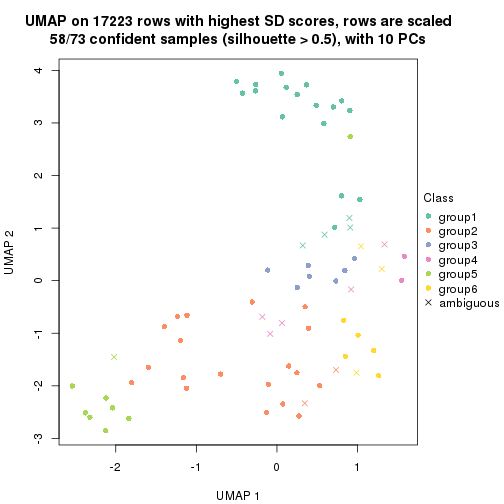 UMAP on 17223 rows with highest SD scores, rows are scaled
58/73 confident samples (silhouette > 0.5), with 10 PCs
4
3
2
1
0
-1
-2
-3
UMAP 2
-2
-1
0
1
UMAP 1
Class
group1
group2
group3
group4
group5
group6
ambiguous